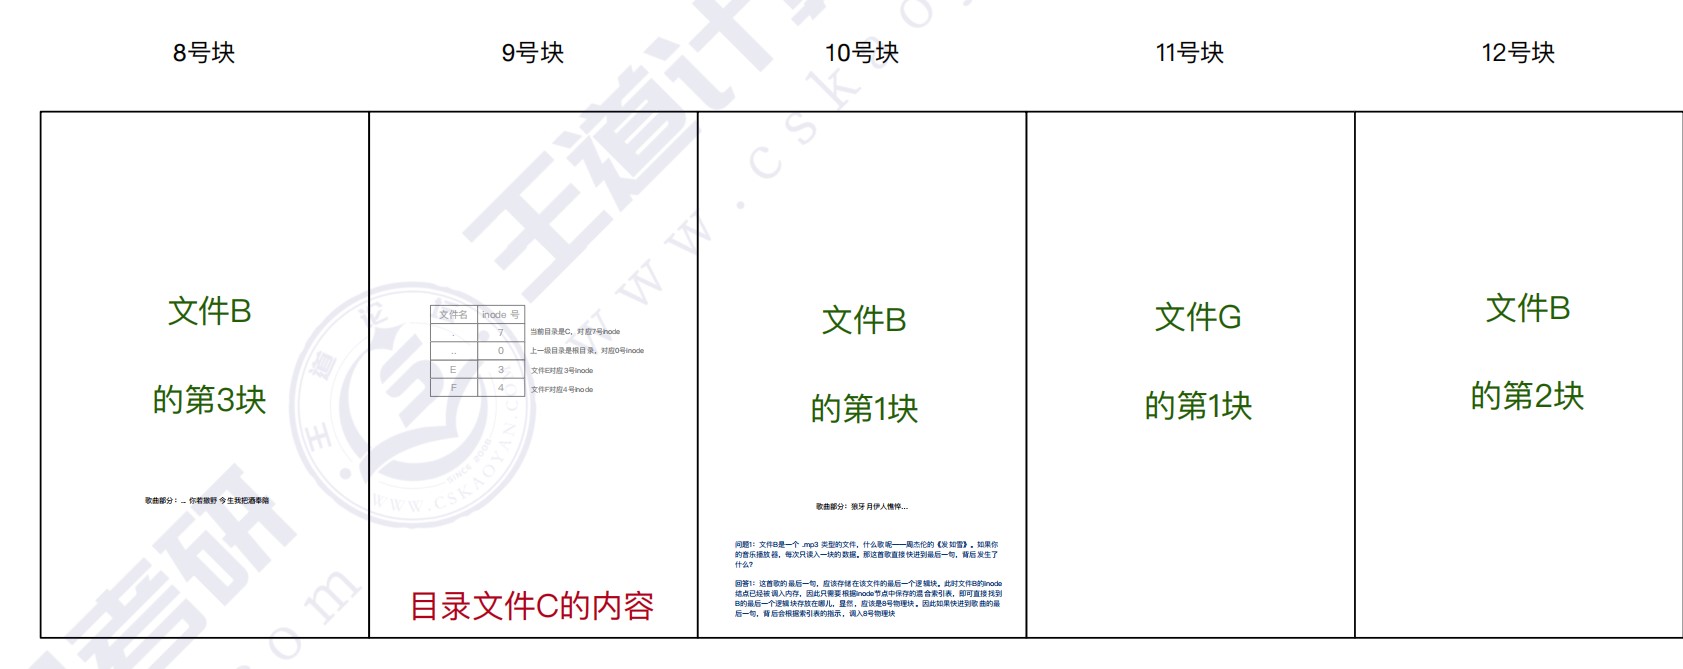 8号块
9号块
10号块
11号块
12号块
文件B
的第3块
歌曲部分：... 你若撒野 今生我把酒奉陪
文件名 inode 号
. 7 当前目录是C，对应7号inode
.. 0 上一级目录是根目录，对应0号inode
E 3 文件E对应3号inode
F 4 文件F对应4号inode
目录文件C的内容
文件B
的第1块
歌曲部分：狼牙月伊人憔悴...
问题1：文件B是一个 .mp3 类型的文件，什么歌呢——周杰伦的《发如雪》。如果你
的音乐播放器，每次只读入一块的数据。那这首歌直接快进到最后一句，背后发生了
什么？
回答1：这首歌的最后一句，应该存储在该文件的最后一个逻辑块。此时文件B的inode
结点已经被调入内存，因此只需要根据inode节点中保存的混合索引表，即可直接找到
B的最后一个逻辑块存放在哪儿，显然，应该是8号物理块。因此如果快进到歌曲的最
后一句，背后会根据索引表的指示，调入8号物理块
文件G
的第1块
文件B
的第2块
王道计
www.cskao
王道
SINCE 2008
WWW.CSKAOYAN.COM
考研
om